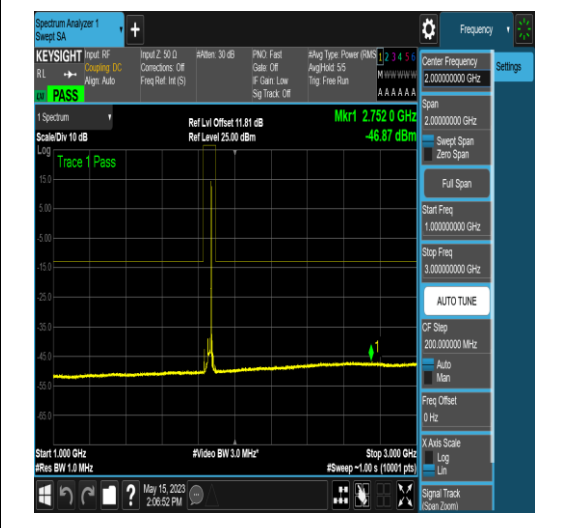 Spectrum Analyzer 1
Swept SA
+
Frequency
KEYSIGHT
RL
Input: RF
Coupling: DC
Align: Auto
Input Z: 50 Ω
Corrections: Off
Freq Ref: Int (S)
#Atten: 30 dB
PNO: Fast
Gate: Off
IF Gain: Low
Sig Track: Off
#Avg Type: Power (RMS
Avg|Hold: 5/5
Trig: Free Run
1 2 3 4 5 6
M W W W W W
A A A A A A
PASS
1 Spectrum
Scale/Div 10 dB
Ref Lvl Offset 11.81 dB
Ref Level 25.00 dBm
Mkr1 2.752 0 GHz
-46.87 dBm
Log
Trace 1 Pass
15.0
5.00
-5.00
-15.0
-25.0
-35.0
-45.0
-55.0
-65.0
1
Start 1.000 GHz
#Res BW 1.0 MHz
#Video BW 3.0 MHz*
Stop 3.000 GHz
#Sweep ~1.00 s (10001 pts)
May 15, 2023
2:06:52 PM
?
Center Frequency
2.000000000 GHz
Settings
Span
2.00000000 GHz
Swept Span
Zero Span
Full Span
Start Freq
1.000000000 GHz
Stop Freq
3.000000000 GHz
AUTO TUNE
CF Step
200.000000 MHz
Auto
Man
Freq Offset
0 Hz
X Axis Scale
Log
Lin
Signal Track
(Span Zoom)